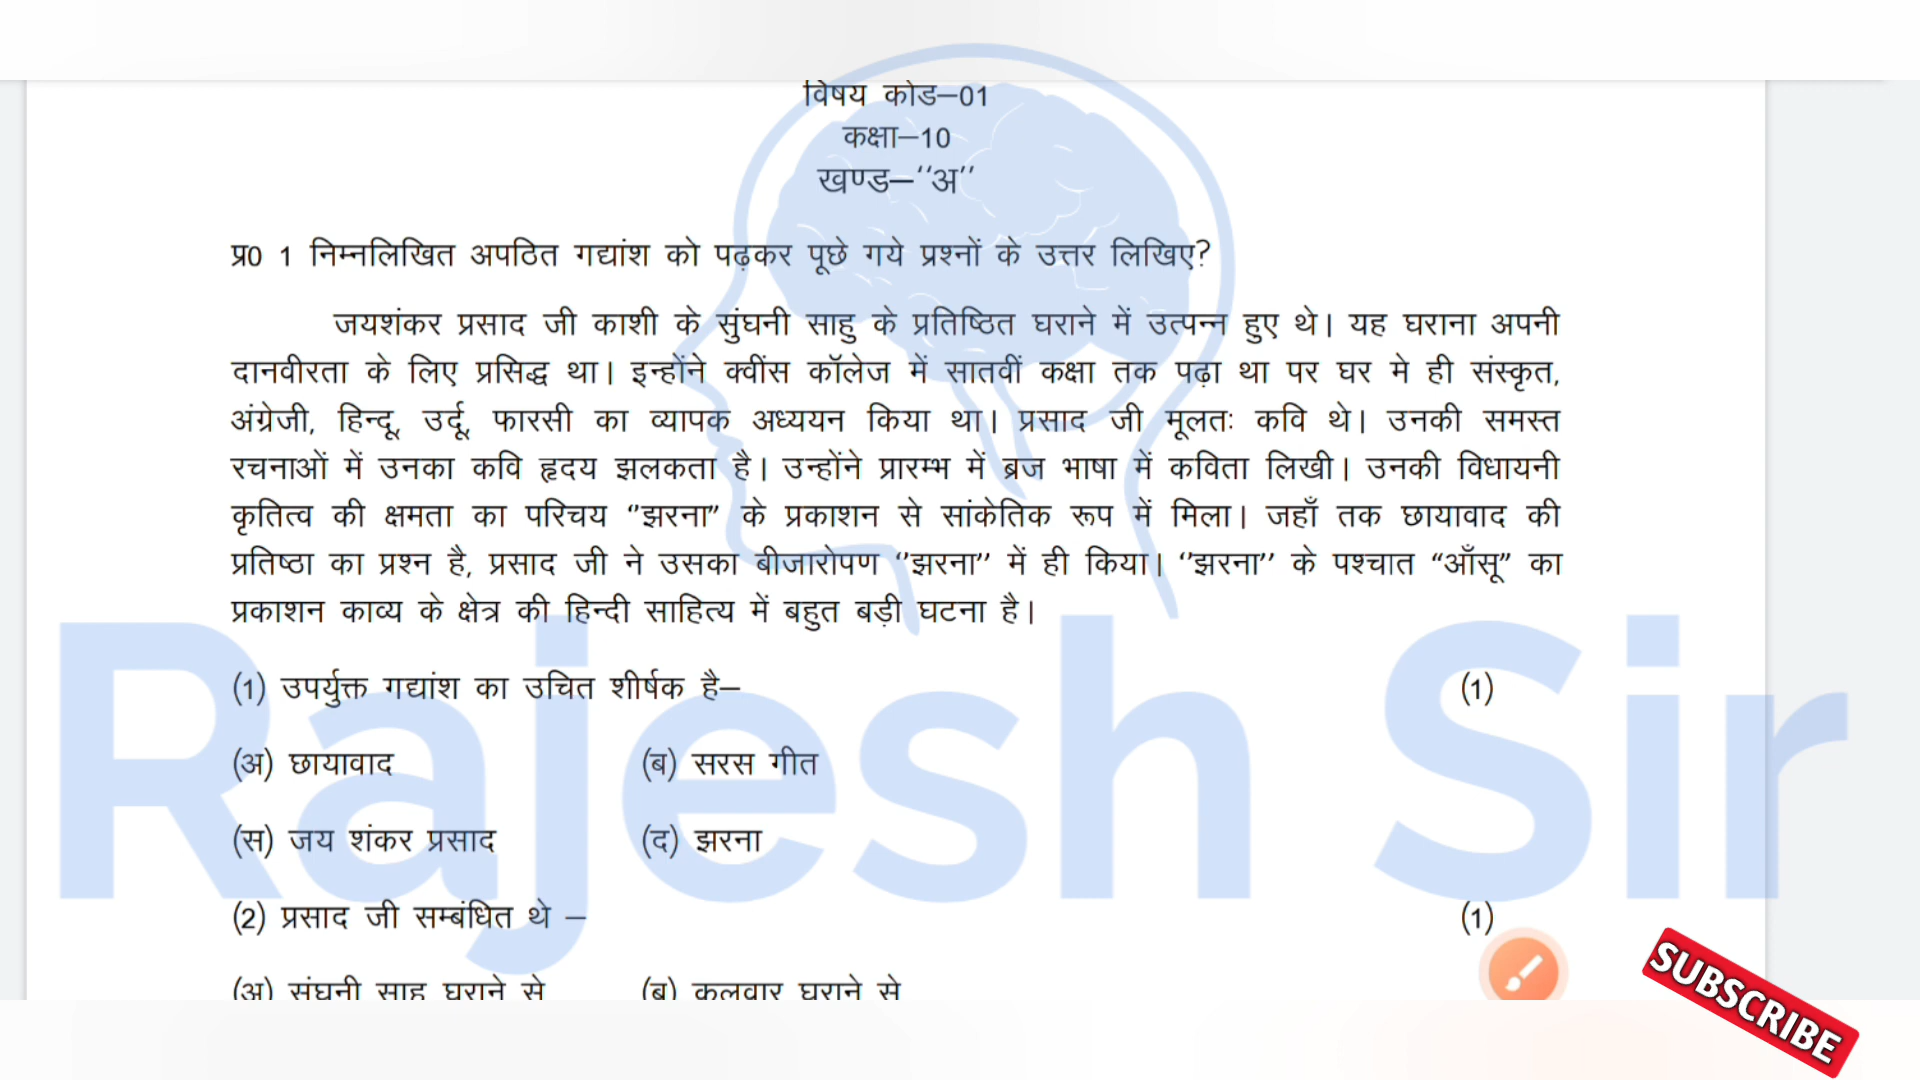 विषय कोड–01
कक्षा–10
खण्ड–‘‘अ’’
प्र0 1 निम्नलिखित अपठित गद्यांश को पढ़कर पूछे गये प्रश्नों के उत्तर लिखिए?
जयशंकर प्रसाद जी काशी के सुंघनी साहु के प्रतिष्ठित घराने में उत्पन्न हुए थे। यह घराना अपनी
दानवीरता के लिए प्रसिद्ध था। इन्होंने क्वींस कॉलेज में सातवीं कक्षा तक पढ़ा था पर घर मे ही संस्कृत,
अंग्रेजी, हिन्दू, उर्दू, फारसी का व्यापक अध्ययन किया था। प्रसाद जी मूलतः कवि थे। उनकी समस्त
रचनाओं में उनका कवि हृदय झलकता है। उन्होंने प्रारम्भ में ब्रज भाषा में कविता लिखी। उनकी विधायनी
कृतित्व की क्षमता का परिचय ‘‘झरना” के प्रकाशन से सांकेतिक रूप में मिला। जहाँ तक छायावाद की
प्रतिष्ठा का प्रश्न है, प्रसाद जी ने उसका बीजारोपण ‘‘झरना’’ में ही किया। ‘‘झरना’’ के पश्चात “आँसू” का
प्रकाशन काव्य के क्षेत्र की हिन्दी साहित्य में बहुत बड़ी घटना है।
(1) उपर्युक्त गद्यांश का उचित शीर्षक है– (1)
(अ) छायावाद (ब) सरस गीत
(स) जय शंकर प्रसाद (द) झरना
(2) प्रसाद जी सम्बंधित थे – (1)
(अ) संघनी साहु घराने से (ब) कलवार घराने से
Rajesh Sir
SUBSCRIBE